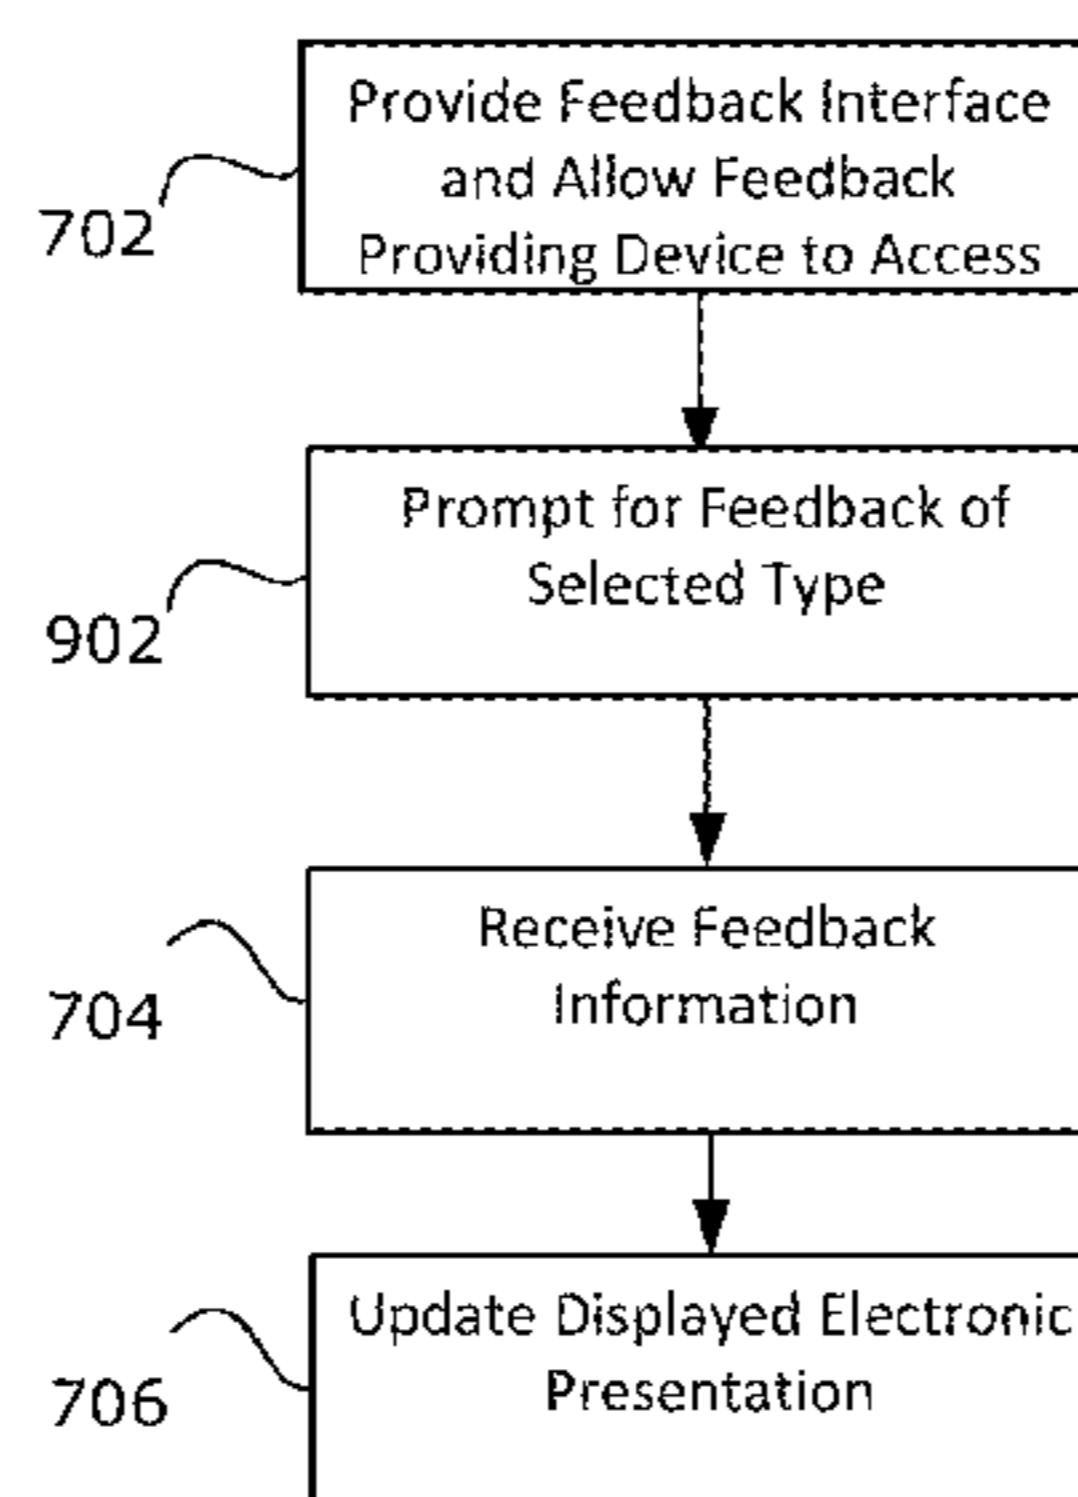 Provide Feedback Interface
and Allow Feedback
Providing Device to Access
702
Prompt for Feedback of
Selected Type
902
Receive Feedback
Information
704
Update Displayed Electronic
Presentation
706